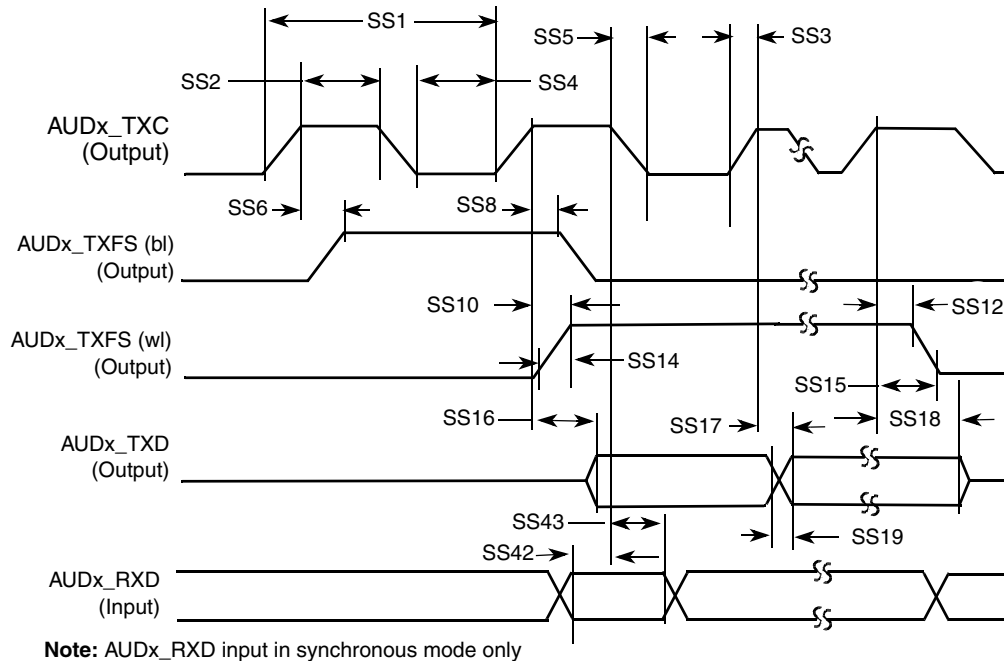 SS1
SS5
SS3
SS2
SS4
AUDx_TXC
(Output)
SS6
SS8
AUDx_TXFS (bl)
(Output)
SS10
SS12
AUDx_TXFS (wl)
(Output)
SS14
SS15
SS16
SS17
SS18
AUDx_TXD
(Output)
SS43
SS19
SS42
AUDx_RXD
(Input)
Note: AUDx_RXD input in synchronous mode only